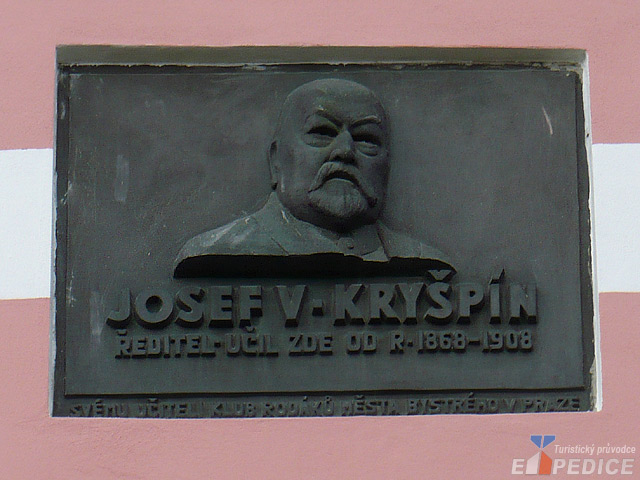 JOSEF V·KRYŠPÍN
ŘEDITEL·UČIL ZDE OD R·1868-1908
SVÉMU UČITELI KLUB RODÁKŮ MĚSTA BYSTRÉHO V PRAZE
Turistický průvodce
EXPEDICE